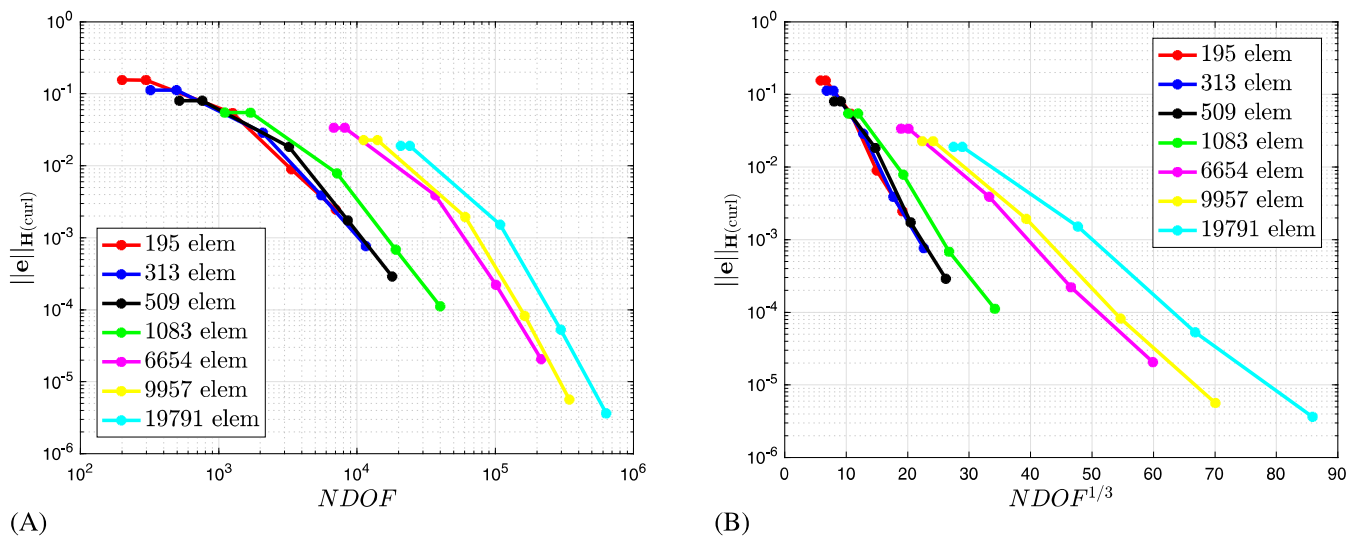 10^0
10^-1
10^-2
10^-3
10^-4
10^-5
10^-6
||e||_H(curl)
195 elem
313 elem
509 elem
1083 elem
6654 elem
9957 elem
19791 elem
10^2 10^3 10^4 10^5 10^6
NDOF
(A)
10^0
10^-1
10^-2
10^-3
10^-4
10^-5
10^-6
||e||_H(curl)
195 elem
313 elem
509 elem
1083 elem
6654 elem
9957 elem
19791 elem
0 10 20 30 40 50 60 70 80 90
NDOF^1/3
(B)